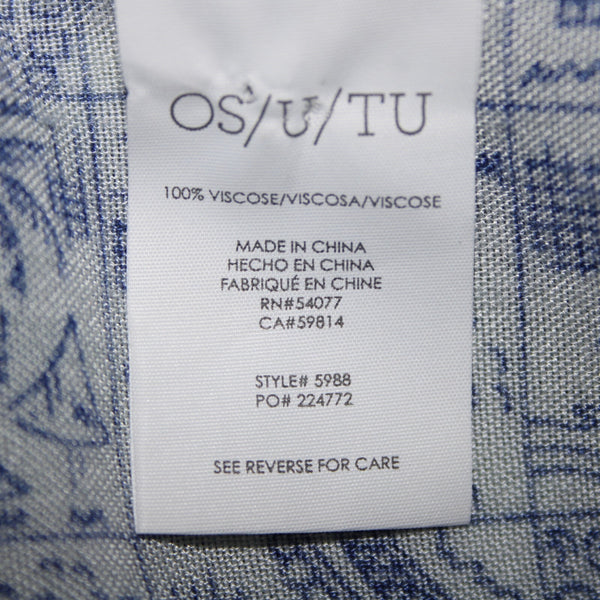 OS/U/TU
100% VISCOSE/VISCOSA/VISCOSE
MADE IN CHINA
HECHO EN CHINA
FABRIQUÉ EN CHINE
RN#54077
CA#59814
STYLE# 5988
PO# 224772
SEE REVERSE FOR CARE